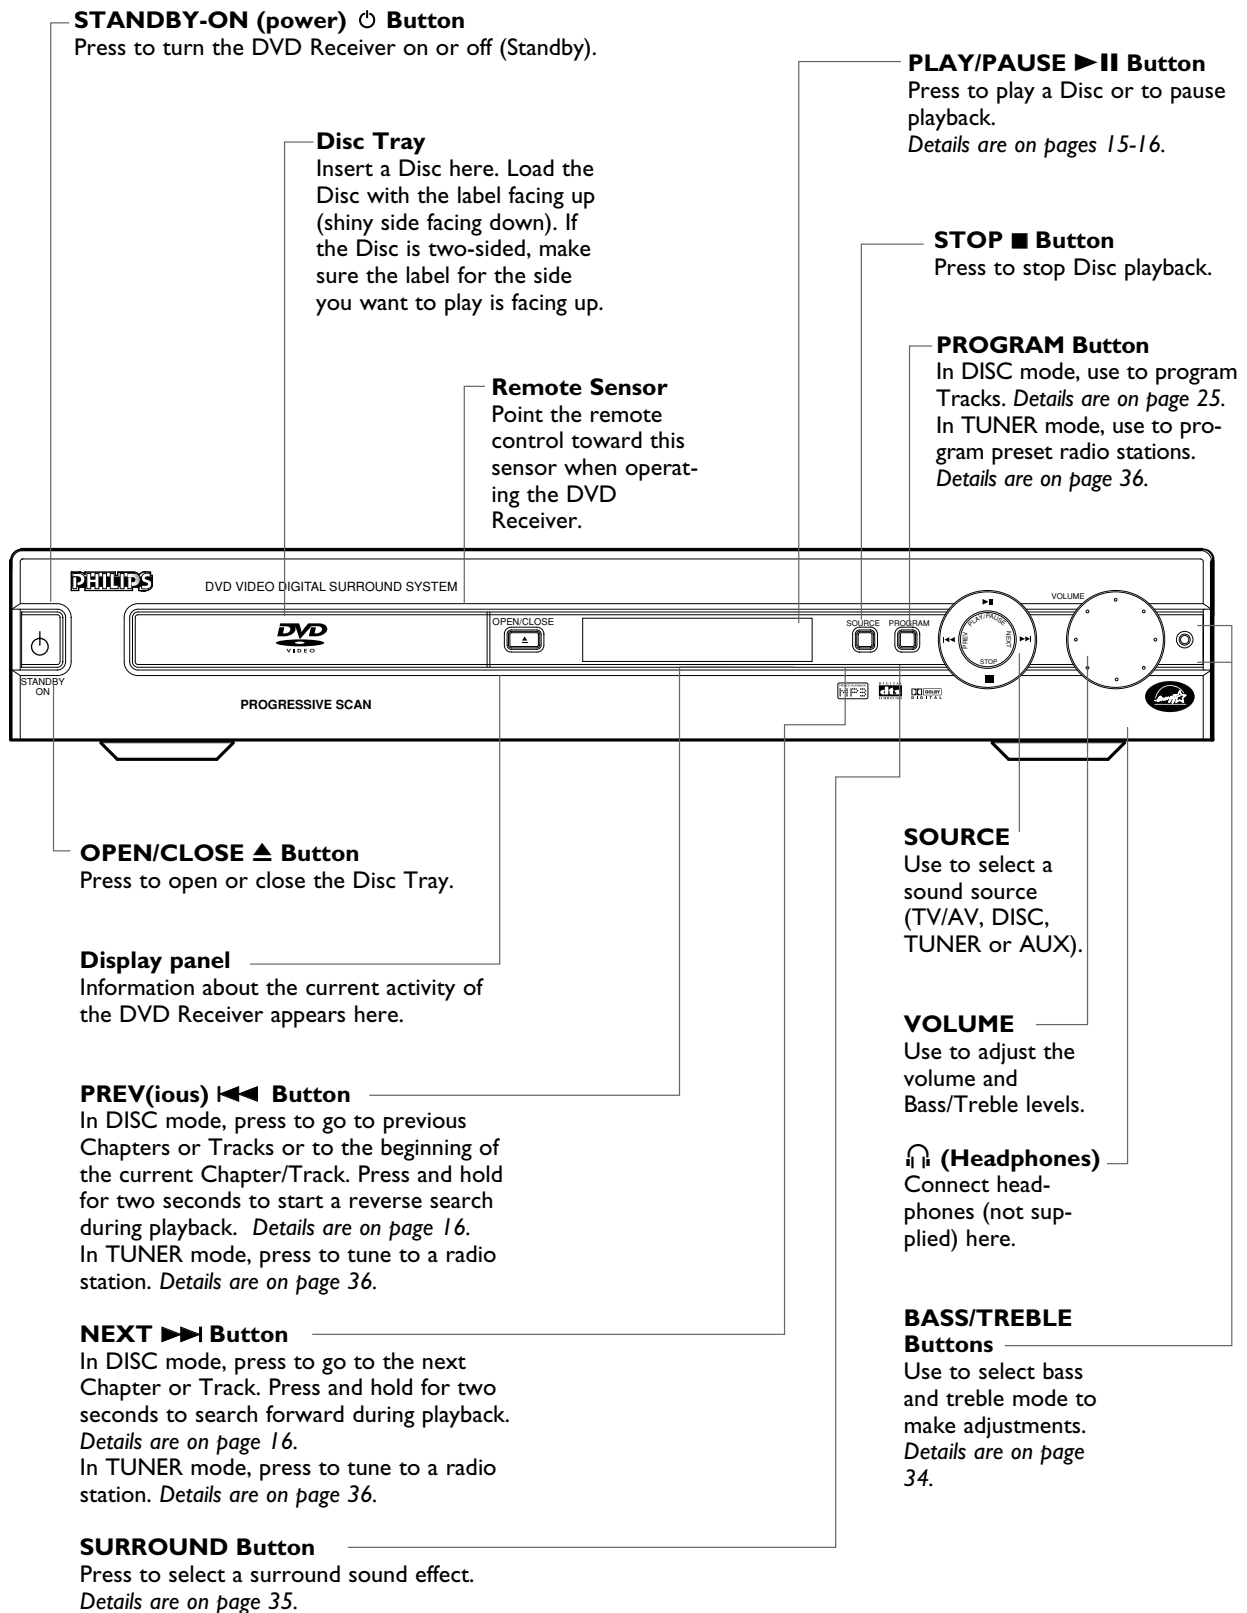 STANDBY-ON (power) ⏻ Button
Press to turn the DVD Receiver on or off (Standby).
PLAY/PAUSE ►II Button
Press to play a Disc or to pause
playback.
Details are on pages 15-16.
Disc Tray
Insert a Disc here. Load the
Disc with the label facing up
(shiny side facing down). If
the Disc is two-sided, make
sure the label for the side
you want to play is facing up.
STOP ■ Button
Press to stop Disc playback.
PROGRAM Button
In DISC mode, use to program
Tracks. Details are on page 25.
In TUNER mode, use to pro-
gram preset radio stations.
Details are on page 36.
Remote Sensor
Point the remote
control toward this
sensor when operat-
ing the DVD
Receiver.
PHILIPS
DVD VIDEO DIGITAL SURROUND SYSTEM
VOLUME
OPEN/CLOSE
SOURCE
PROGRAM
PLAY/PAUSE
PREV
NEXT
STOP
DVD
VIDEO
STANDBY
ON
PROGRESSIVE SCAN
MP3
DIGITAL
dts
SURROUND
DOLBY
DIGITAL
OPEN/CLOSE ▲ Button
Press to open or close the Disc Tray.
Display panel
Information about the current activity of
the DVD Receiver appears here.
PREV(ious) I◄◄ Button
In DISC mode, press to go to previous
Chapters or Tracks or to the beginning of
the current Chapter/Track. Press and hold
for two seconds to start a reverse search
during playback. Details are on page 16.
In TUNER mode, press to tune to a radio
station. Details are on page 36.
NEXT ►►I Button
In DISC mode, press to go to the next
Chapter or Track. Press and hold for two
seconds to search forward during playback.
Details are on page 16.
In TUNER mode, press to tune to a radio
station. Details are on page 36.
SURROUND Button
Press to select a surround sound effect.
Details are on page 35.
SOURCE
Use to select a
sound source
(TV/AV, DISC,
TUNER or AUX).
VOLUME
Use to adjust the
volume and
Bass/Treble levels.
(Headphones)
Connect head-
phones (not sup-
plied) here.
BASS/TREBLE
Buttons
Use to select bass
and treble mode to
make adjustments.
Details are on page
34.